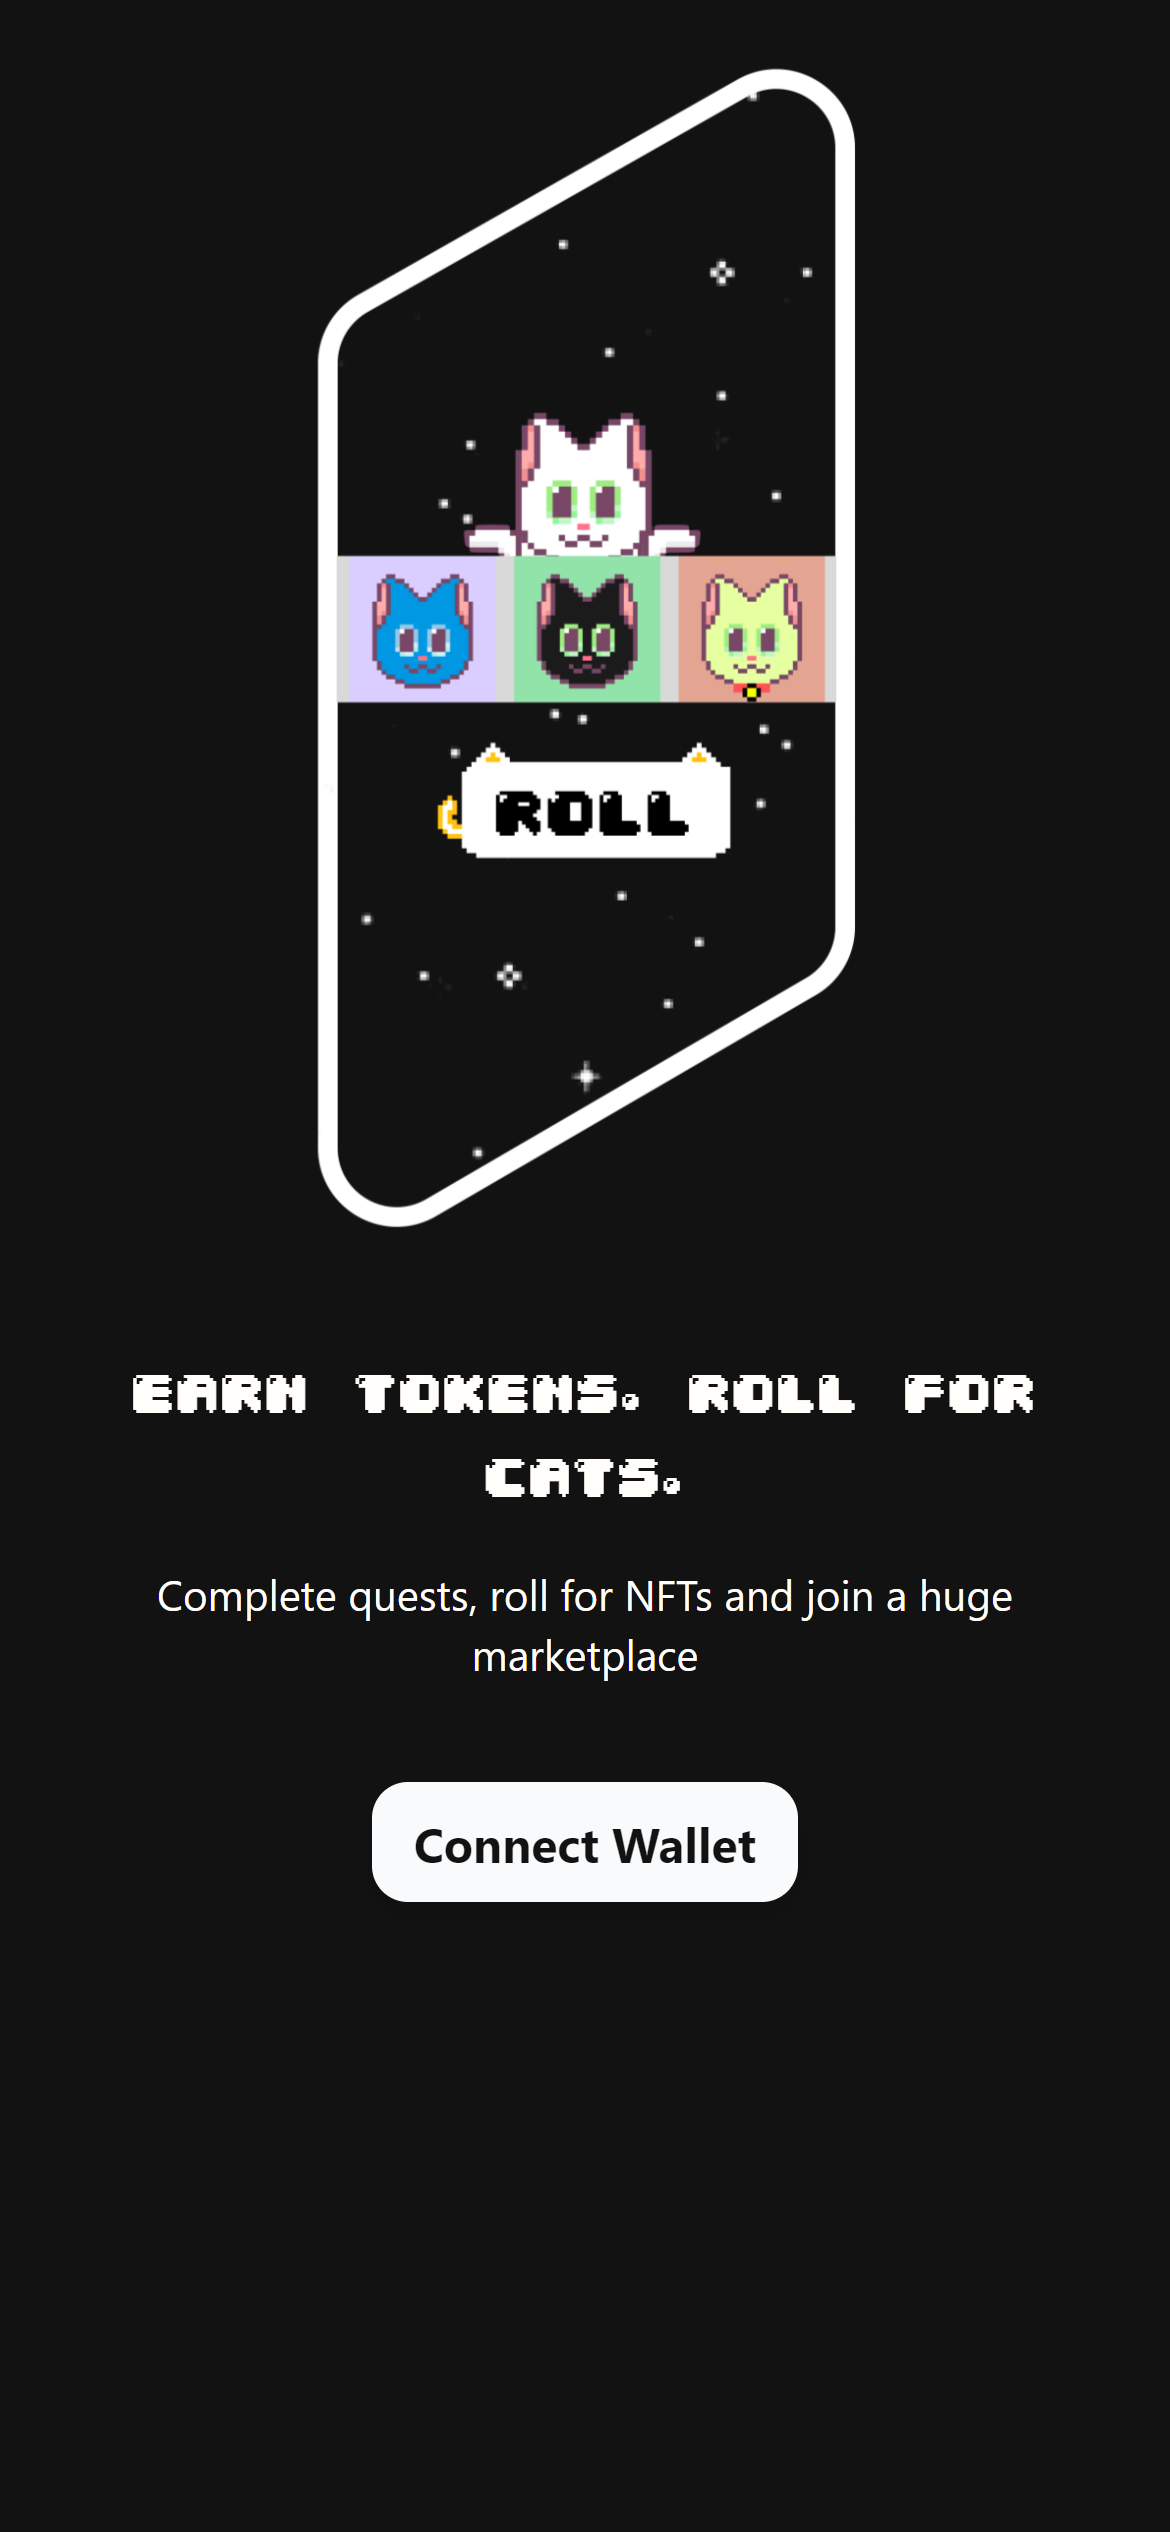 ROLL
EARN TOKENS. ROLL FOR
CATS.
Complete quests, roll for NFTs and join a huge
marketplace
Connect Wallet